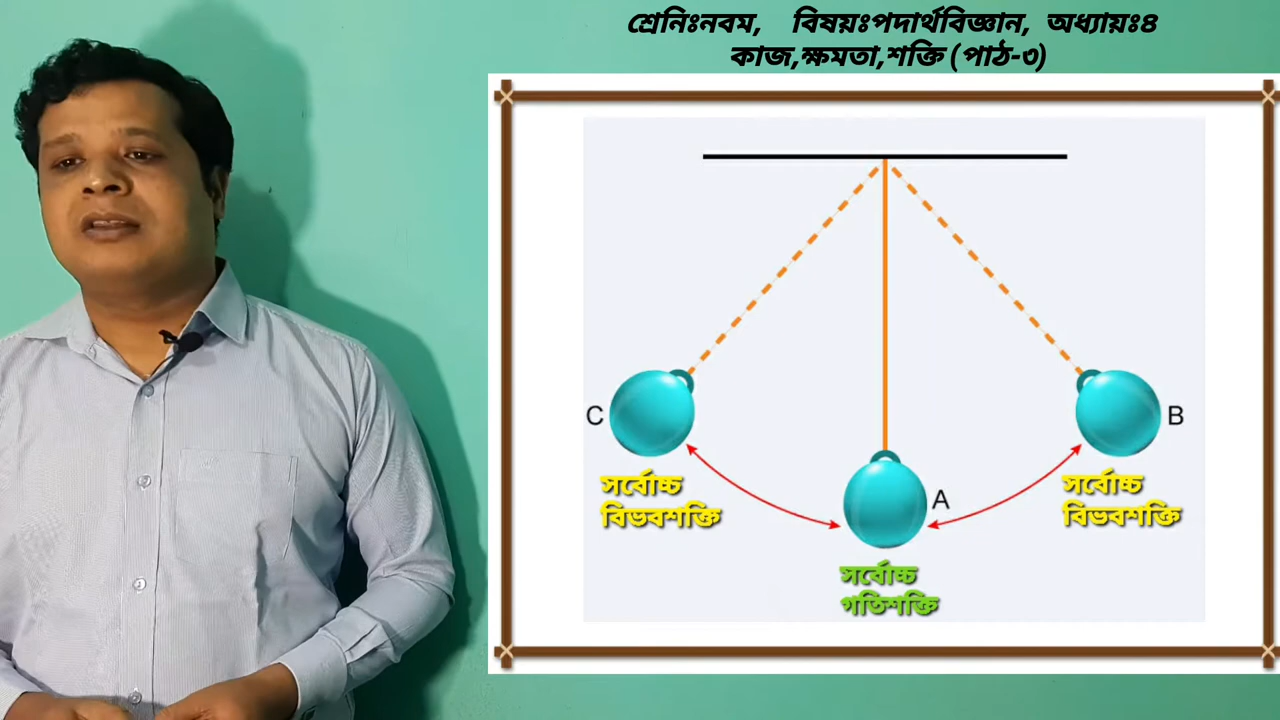 শ্রেনিঃনবম, বিষয়ঃপদার্থবিজ্ঞান, অধ্যায়ঃ৪
কাজ,ক্ষমতা,শক্তি (পাঠ-৩)
C
সর্বোচ্চ
বিভবশক্তি
A
সর্বোচ্চ
গতিশক্তি
B
সর্বোচ্চ
বিভবশক্তি